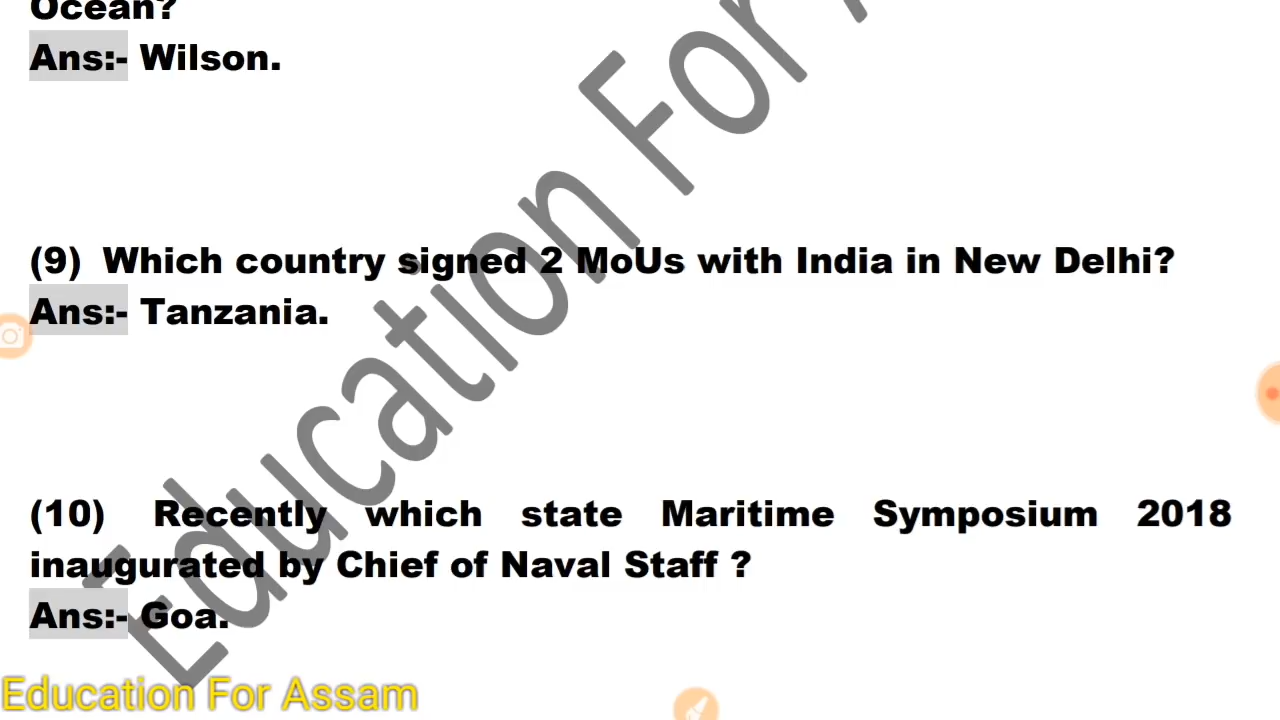 Ocean?
Ans:- Wilson.
(9) Which country signed 2 MoUs with India in New Delhi?
Ans:- Tanzania.
(10) Recently which state Maritime Symposium 2018
inaugurated by Chief of Naval Staff ?
Ans:- Goa.
Education For
Education For Assam